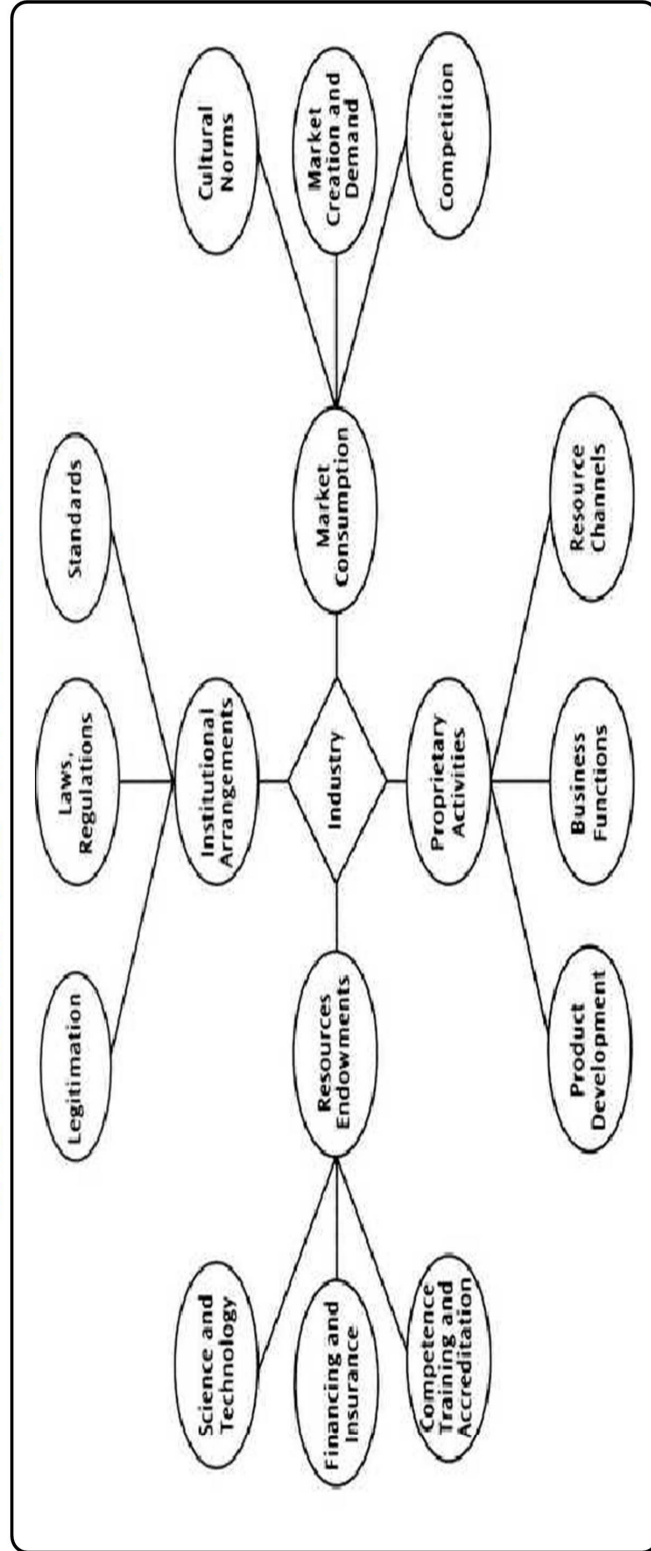 Legitimation
Laws,
Regulations
Standards
Science and
Technology
Institutional
Arrangements
Cultural
Norms
Financing and
Insurance
Resources
Endowments
Industry
Market
Consumption
Market
Creation and
Demand
Competence
Training and
Accreditation
Proprietary
Activities
Competition
Product
Development
Business
Functions
Resource
Channels